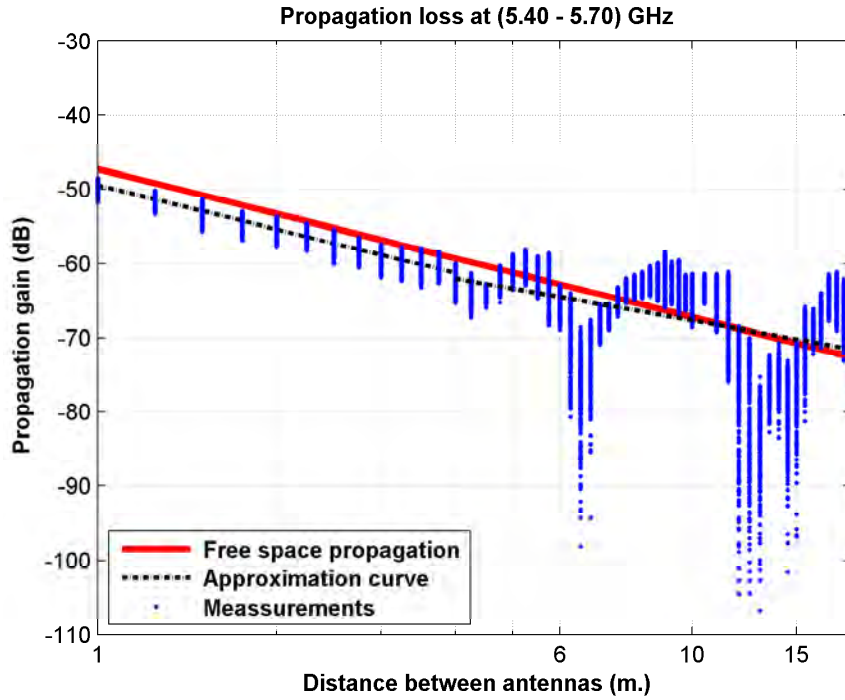 Propagation loss at (5.40 - 5.70) GHz
-30
-40
-50
-60
-70
-80
-90
-100
-110
Propagation gain (dB)
Free space propagation
Approximation curve
Meassurements
1
6
10
15
Distance between antennas (m.)